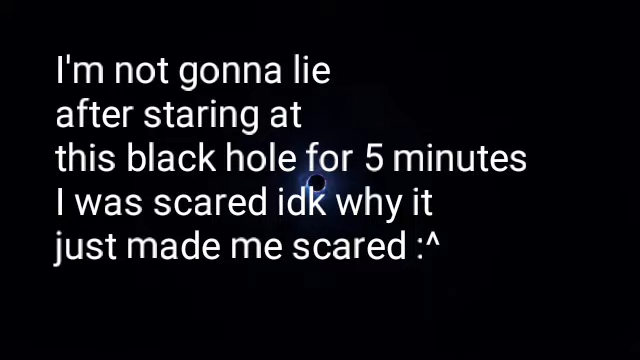 I'm not gonna lie
after staring at
this black hole for 5 minutes
I was scared idk why it
just made me scared :^